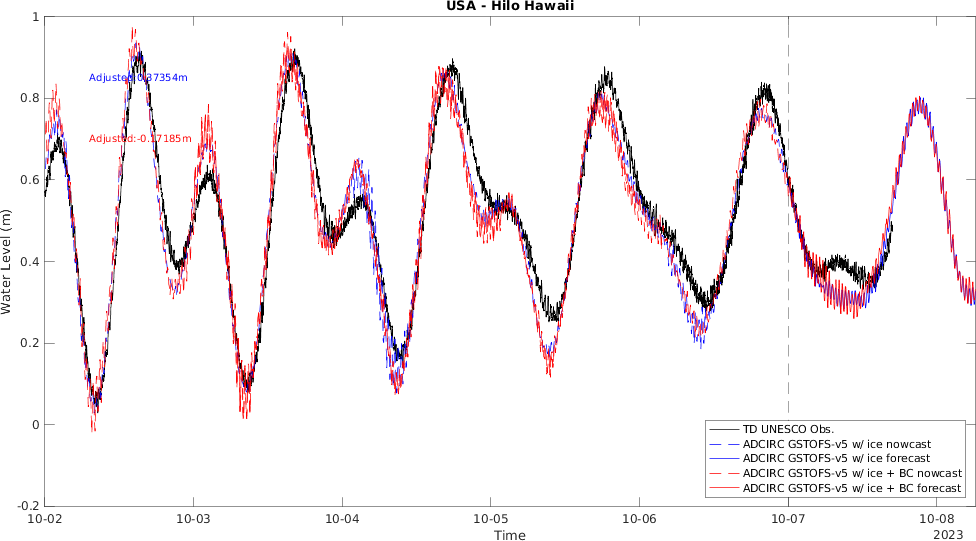 USA - Hilo Hawaii
1
0.8
0.6
0.4
0.2
0
-0.2
Water Level (m)
Adjusted:0.37354m
Adjusted:-0.17185m
TD UNESCO Obs.
ADCIRC GSTOFS-v5 w/ ice nowcast
ADCIRC GSTOFS-v5 w/ ice forecast
ADCIRC GSTOFS-v5 w/ ice + BC nowcast
ADCIRC GSTOFS-v5 w/ ice + BC forecast
10-02 10-03 10-04 10-05 10-06 10-07 10-08
Time
2023